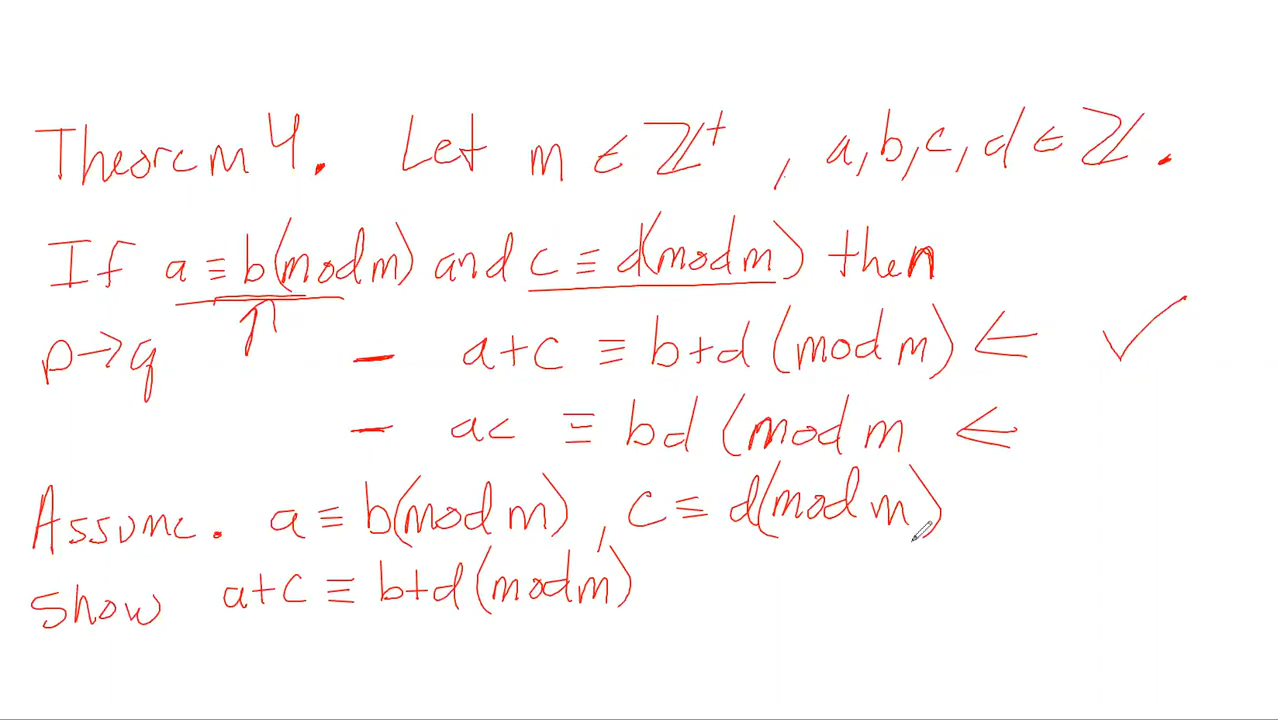 Theorem 4. Let m ∈ ℤ⁺, a,b,c,d ∈ ℤ.
If a ≡ b(mod m) and c ≡ d(mod m) then
p→q - a+c ≡ b+d (mod m) ← ✓
- ac ≡ bd (mod m ←
Assume. a ≡ b(mod m), c ≡ d(mod m)
Show a+c ≡ b+d (mod m)